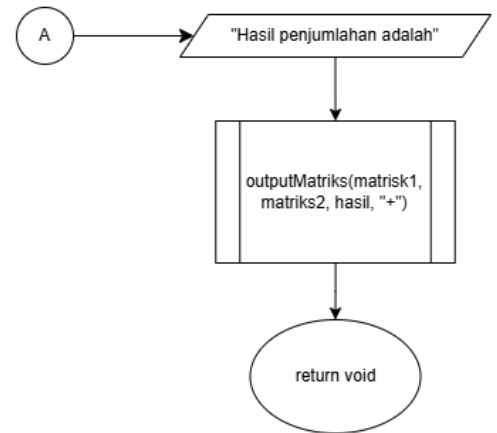 A
"Hasil penjumlahan adalah"
outputMatriks(matrisk1,
matriks2, hasil, "+")
return void